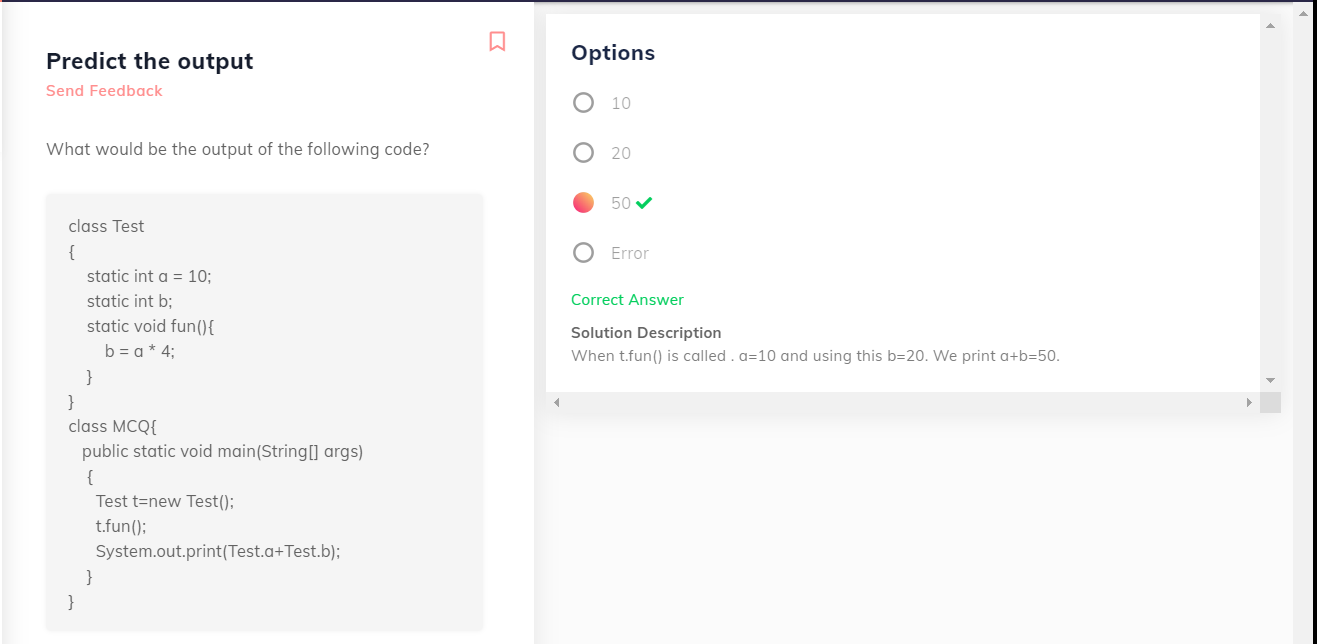 Predict the output
Send Feedback
What would be the output of the following code?
class Test
{
static int a = 10;
static int b;
static void fun(){
b = a * 4;
}
}
class MCQ{
public static void main(String[] args)
{
Test t=new Test();
t.fun();
System.out.print(Test.a+Test.b);
}
}
Options
10
20
50
Error
Correct Answer
Solution Description
When t.fun() is called . a=10 and using this b=20. We print a+b=50.